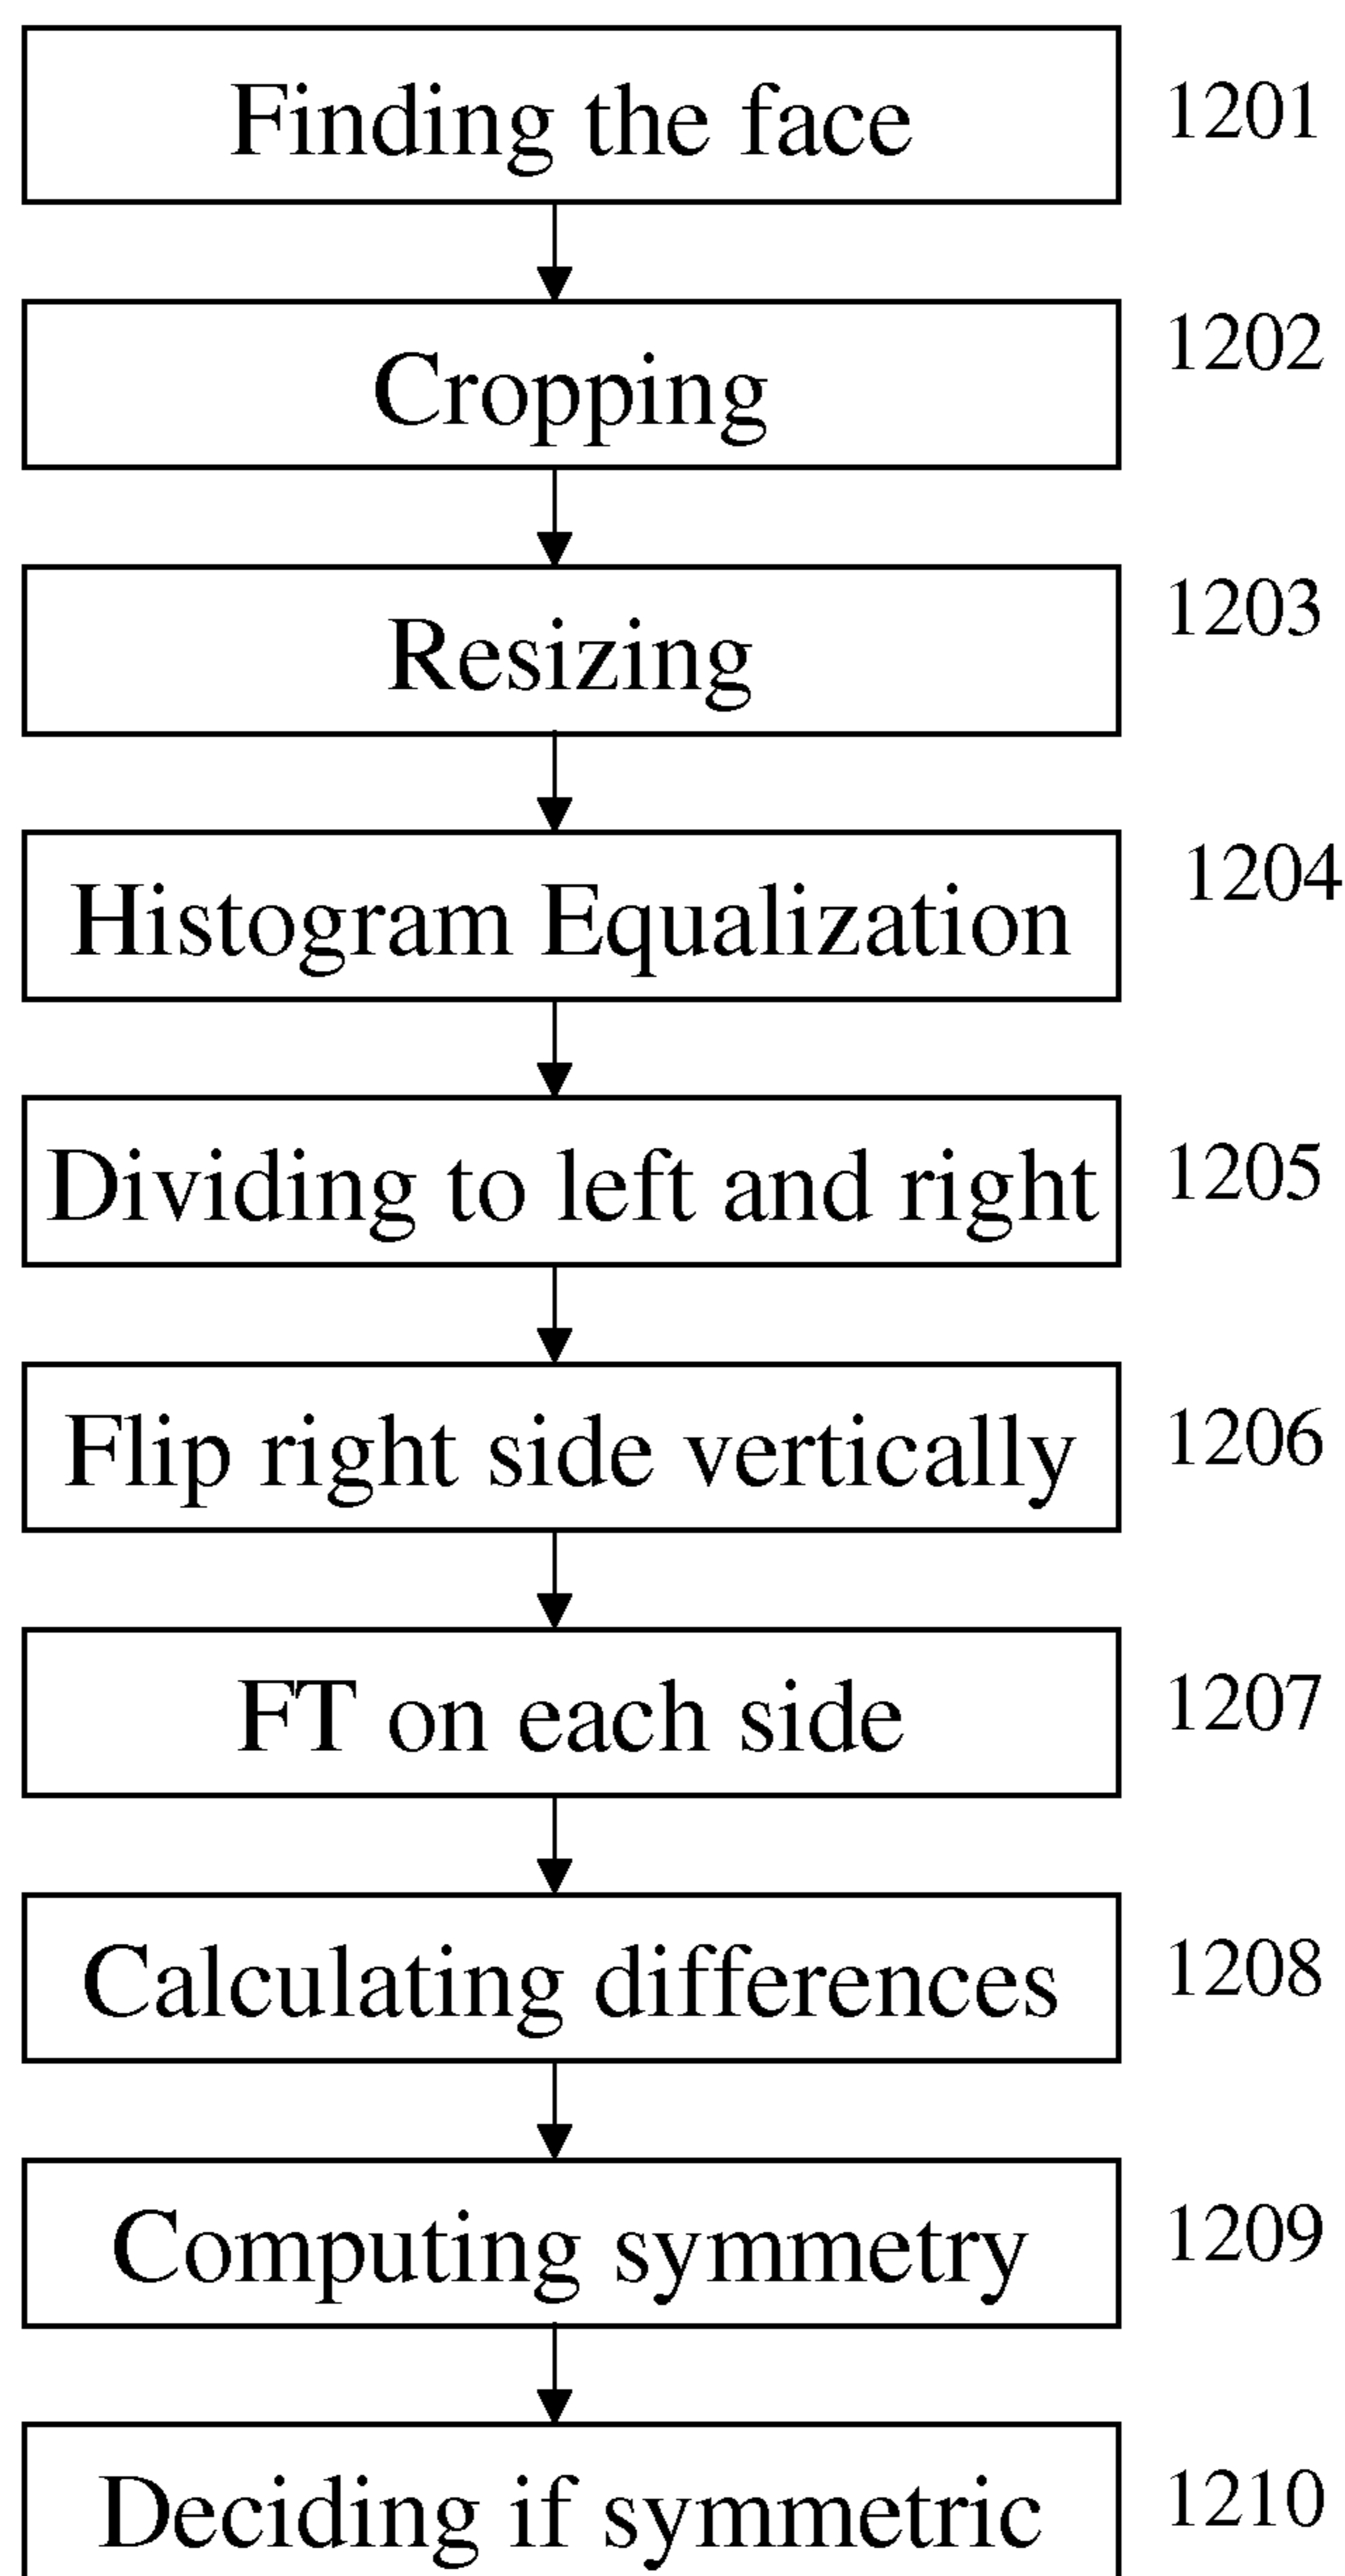 Finding the face 1201
Cropping 1202
Resizing 1203
Histogram Equalization 1204
Dividing to left and right 1205
Flip right side vertically 1206
FT on each side 1207
Calculating differences 1208
Computing symmetry 1209
Deciding if symmetric 1210